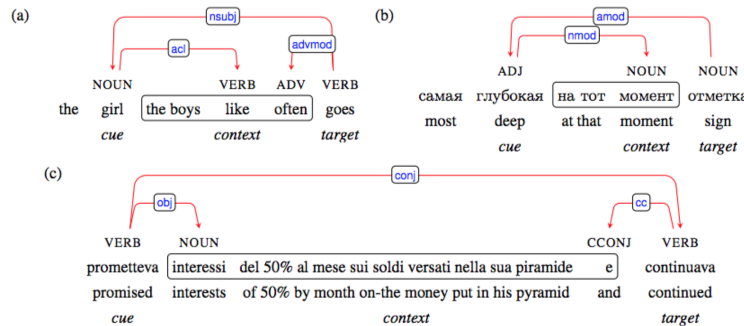 (a)
nsubj
acl
advmod
NOUN VERB ADV VERB
the girl the boys like often goes
cue context target
(b)
amod
nmod
ADJ NOUN NOUN
самая глубокая на тот момент отметка
most deep at that moment sign
cue context target
(c)
conj
obj cc
VERB NOUN CCONJ VERB
prometteva interessi del 50% al mese sui soldi versati nella sua piramide e continuava
promised interests of 50% by month on-the money put in his pyramid and continued
cue context target